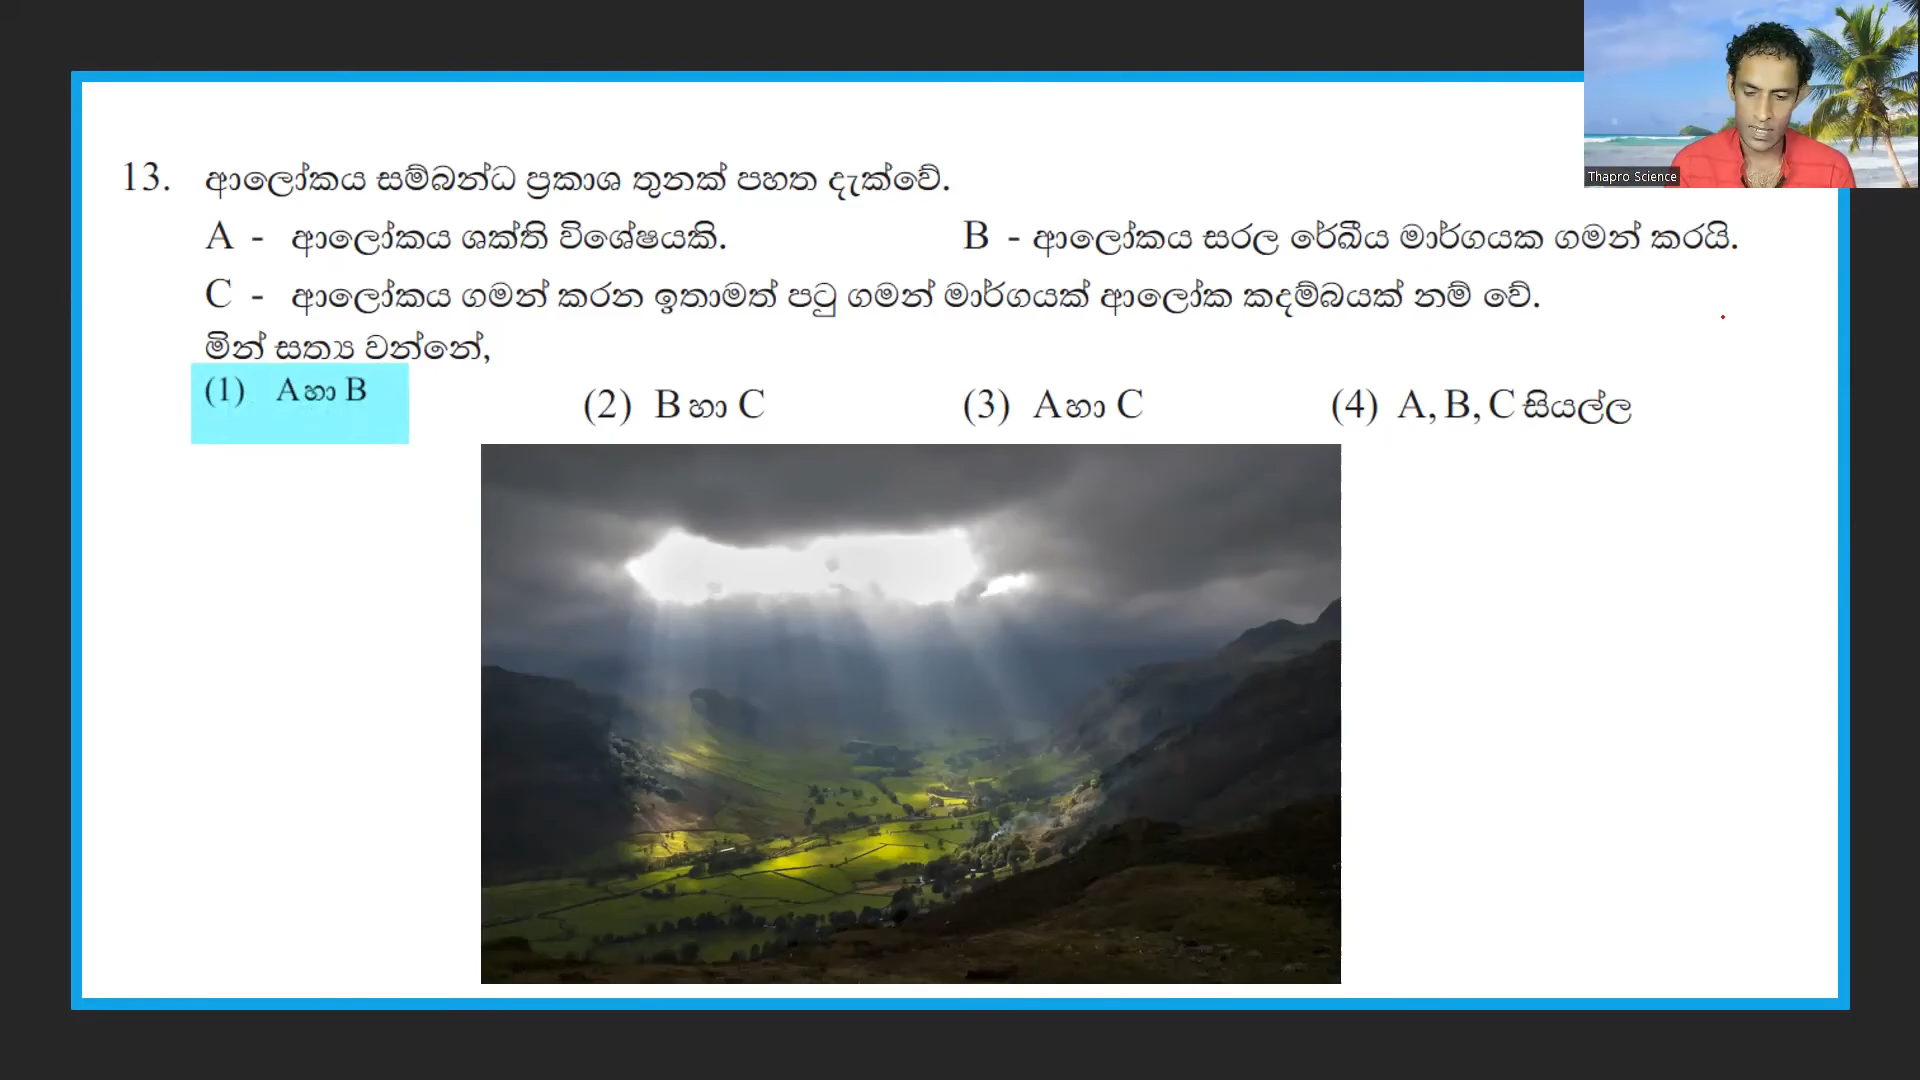 Thapro Science
13. ආලෝකය සම්බන්ධ ප්‍රකාශ තුනක් පහත දැක්වේ.
A - ආලෝකය ශක්ති විශේෂයකි. B - ආලෝකය සරල රේඛීය මාර්ගයක ගමන් කරයි.
C - ආලෝකය ගමන් කරන ඉතාමත් පටු ගමන් මාර්ගයක් ආලෝක කදම්බයක් නම් වේ.
මින් සත්‍ය වන්නේ,
(1) A හා B (2) B හා C (3) A හා C (4) A, B, C සියල්ල